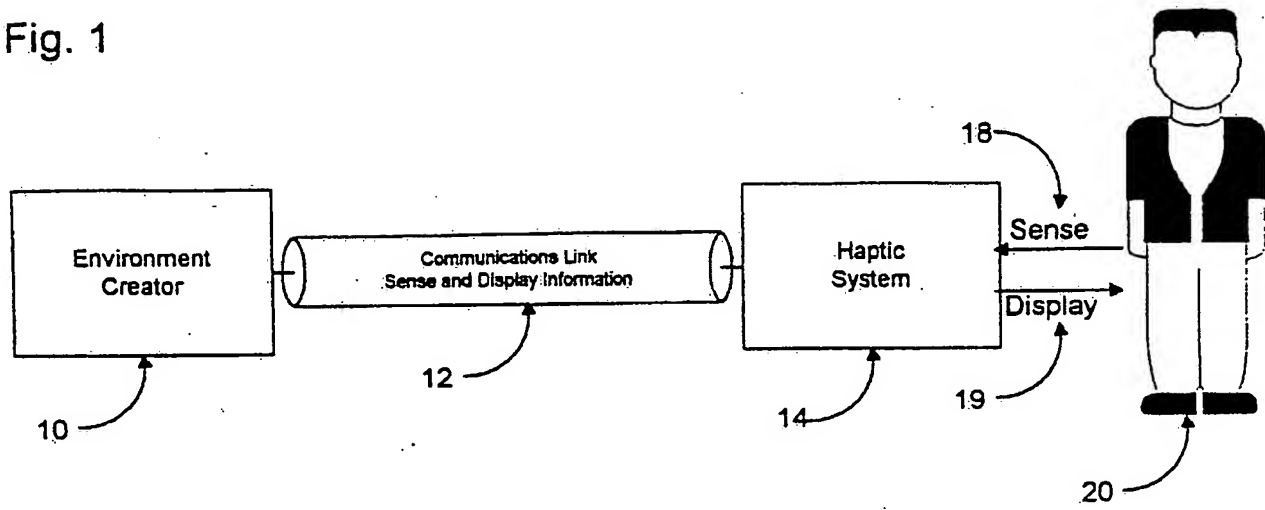 Fig. 1
Environment
Creator
Communications Link
Sense and Display Information
Haptic
System
Sense
Display
10
12
14
18
19
20